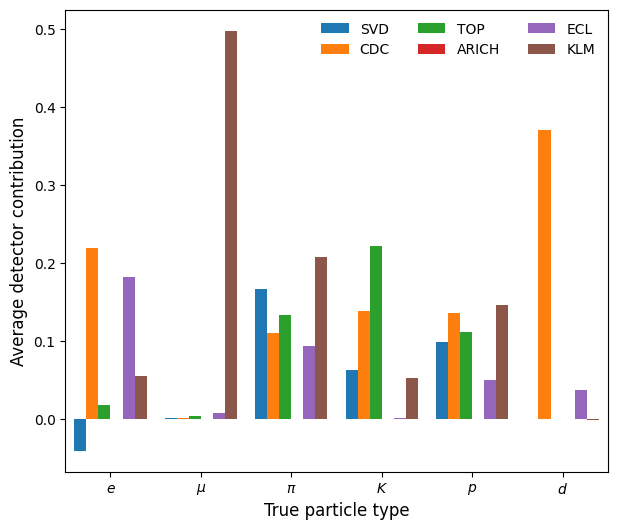 SVD
CDC
TOP
ARICH
ECL
KLM
Average detector contribution
0.5
0.4
0.3
0.2
0.1
0.0
e
μ
π
K
p
d
True particle type